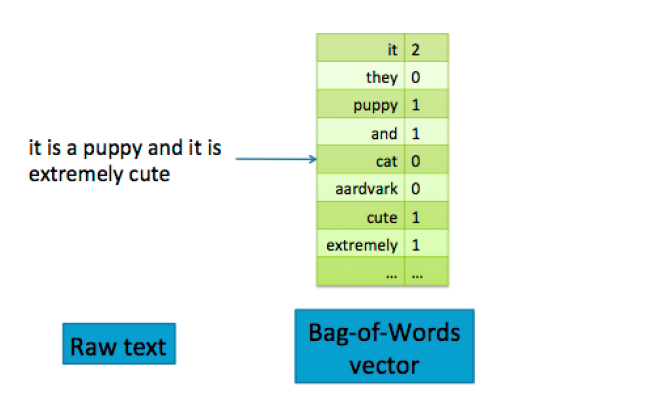 it is a puppy and it is
extremely cute
it 2
they 0
puppy 1
and 1
cat 0
aardvark 0
cute 1
extremely 1
... ...
Raw text
Bag-of-Words
vector